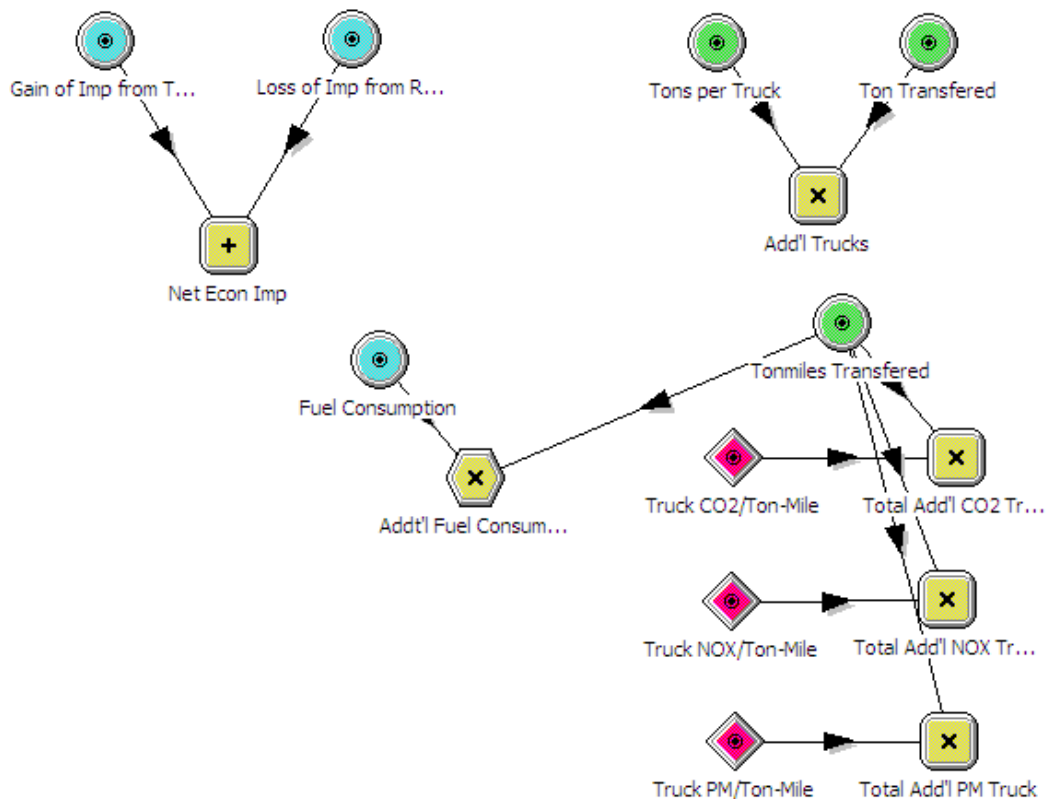 Gain of Imp from T...
Loss of Imp from R...
Tons per Truck
Ton Transfered
Net Econ Imp
Add'l Trucks
Fuel Consumption
Tonmiles Transfered
Addt'l Fuel Consum...
Truck CO2/Ton-Mile
Total Add'l CO2 Tr...
Truck NOX/Ton-Mile
Total Add'l NOX Tr...
Truck PM/Ton-Mile
Total Add'l PM Truck